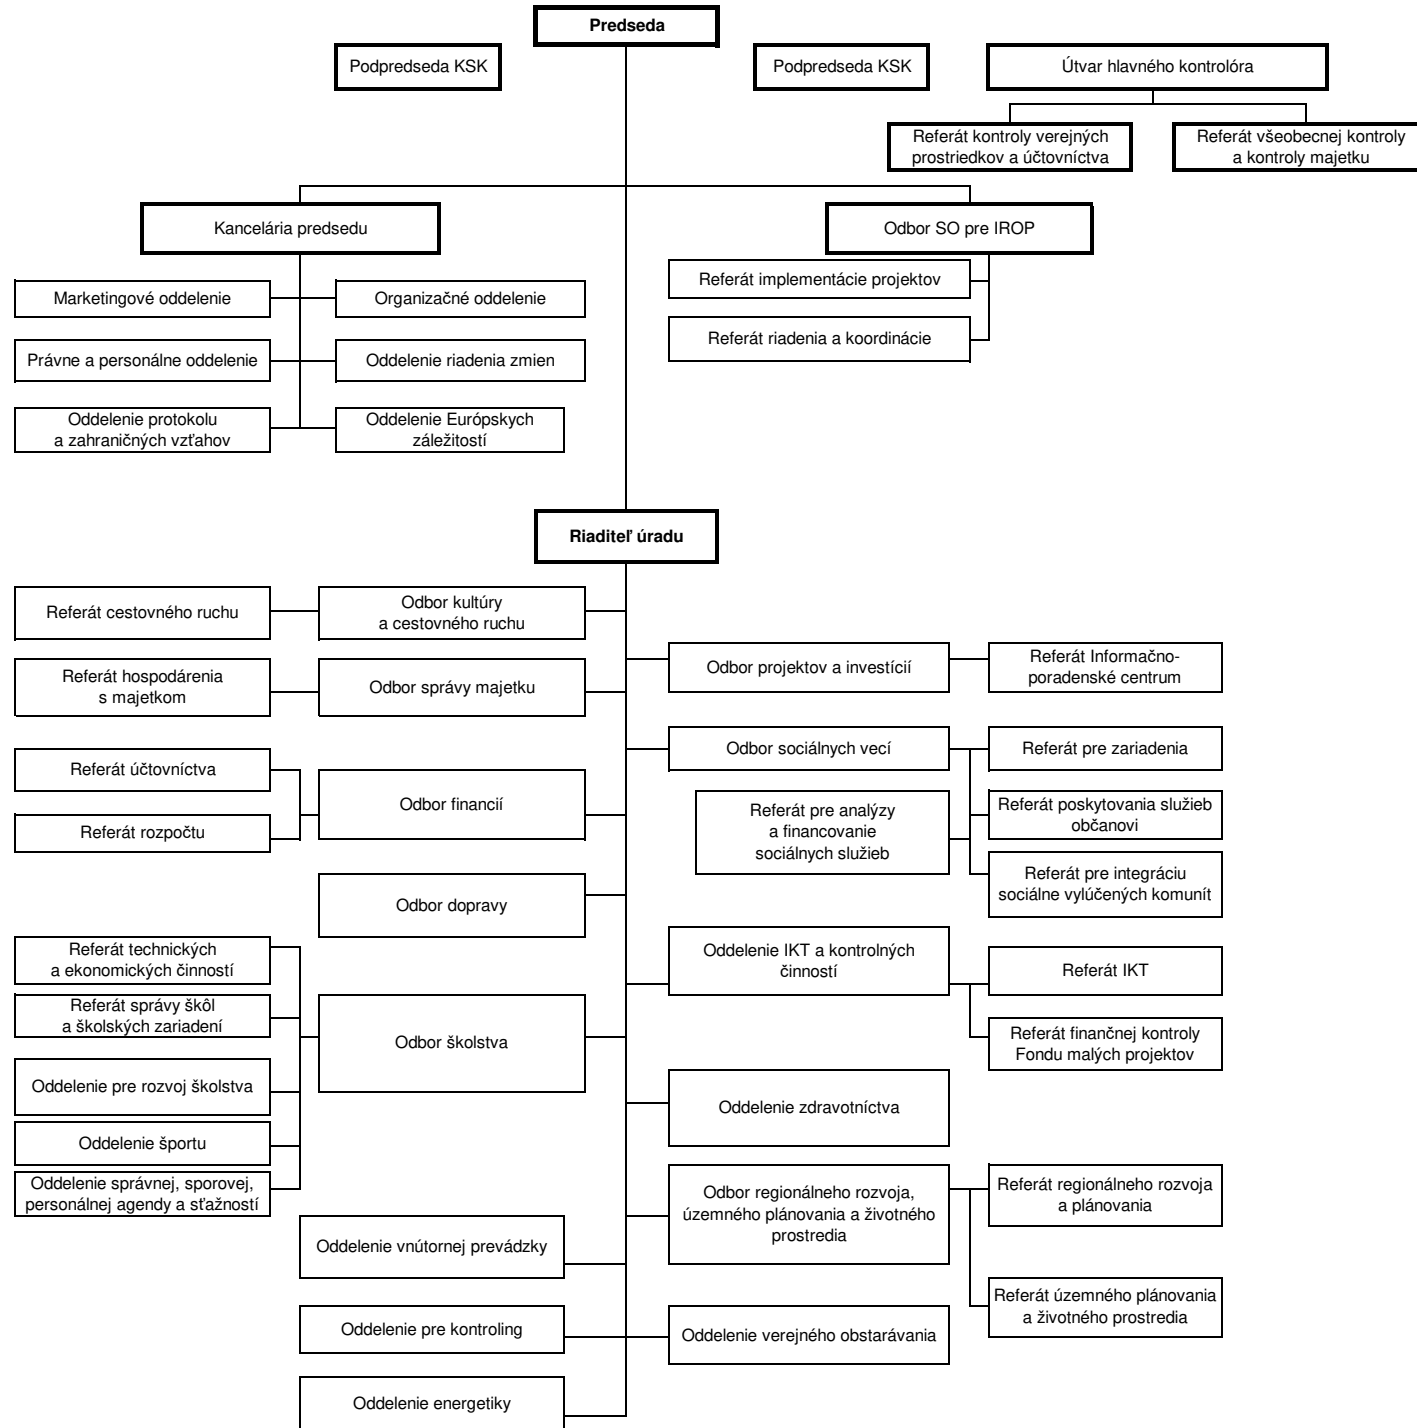 Predseda
Podpredseda KSK
Podpredseda KSK
Útvar hlavného kontrolóra
Referát kontroly verejných
prostriedkov a účtovníctva
Referát všeobecnej kontroly
a kontroly majetku
Kancelária predsedu
Odbor SO pre IROP
Referát implementácie projektov
Marketingové oddelenie
Organizačné oddelenie
Referát riadenia a koordinácie
Právne a personálne oddelenie
Oddelenie riadenia zmien
Oddelenie protokolu
a zahraničných vzťahov
Oddelenie Európskych
záležitostí
Riaditeľ úradu
Referát cestovného ruchu
Odbor kultúry
a cestovného ruchu
Odbor projektov a investícií
Referát Informačno-
poradenské centrum
Referát hospodárenia
s majetkom
Odbor správy majetku
Odbor sociálnych vecí
Referát pre zariadenia
Referát účtovníctva
Odbor financií
Referát rozpočtu
Referát pre analýzy
a financovanie
sociálnych služieb
Referát poskytovania služieb
občanovi
Referát pre integráciu
sociálne vylúčených komunít
Odbor dopravy
Referát technických
a ekonomických činností
Oddelenie IKT a kontrolných
činností
Referát IKT
Referát správy škôl
a školských zariadení
Odbor školstva
Referát finančnej kontroly
Fondu malých projektov
Oddelenie pre rozvoj školstva
Oddelenie zdravotníctva
Oddelenie športu
Oddelenie správnej, sporovej,
personálnej agendy a sťažností
Odbor regionálneho rozvoja,
územného plánovania a životného
prostredia
Referát regionálneho rozvoja
a plánovania
Oddelenie vnútornej prevádzky
Referát územného plánovania
a životného prostredia
Oddelenie pre kontroling
Oddelenie verejného obstarávania
Oddelenie energetiky